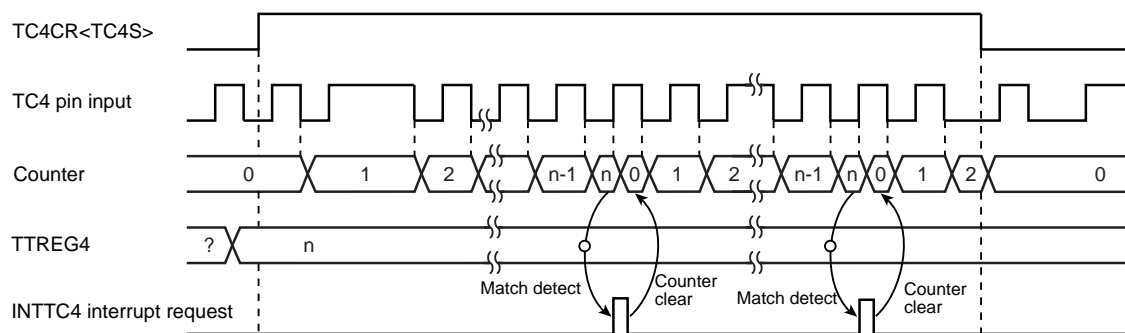 TC4CR<TC4S>
TC4 pin input
Counter
0 1 2 n-1 n 0 1 2 n-1 n 0 1 2 0
TTREG4
? n
Match detect
Counter
clear
Match detect
Counter
clear
INTTC4 interrupt request